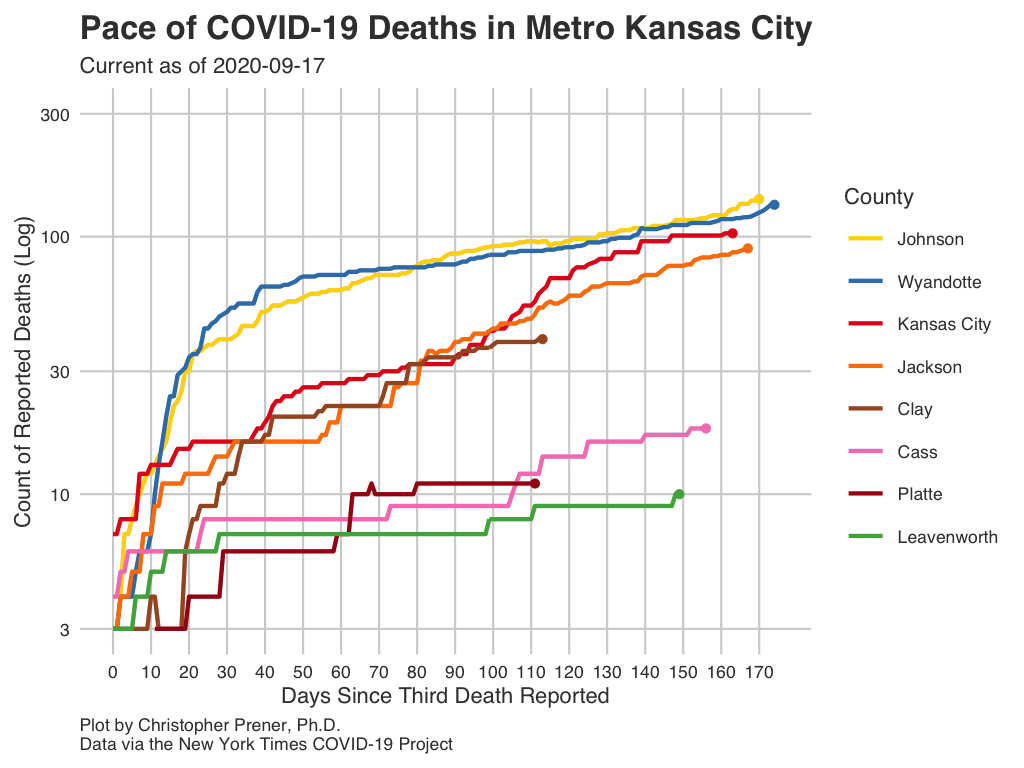 Pace of COVID-19 Deaths in Metro Kansas City
Current as of 2020-09-17
Count of Reported Deaths (Log)
300
100
30
10
3
0 10 20 30 40 50 60 70 80 90 100 110 120 130 140 150 160 170
Days Since Third Death Reported
County
Johnson
Wyandotte
Kansas City
Jackson
Clay
Cass
Platte
Leavenworth
Plot by Christopher Prener, Ph.D.
Data via the New York Times COVID-19 Project